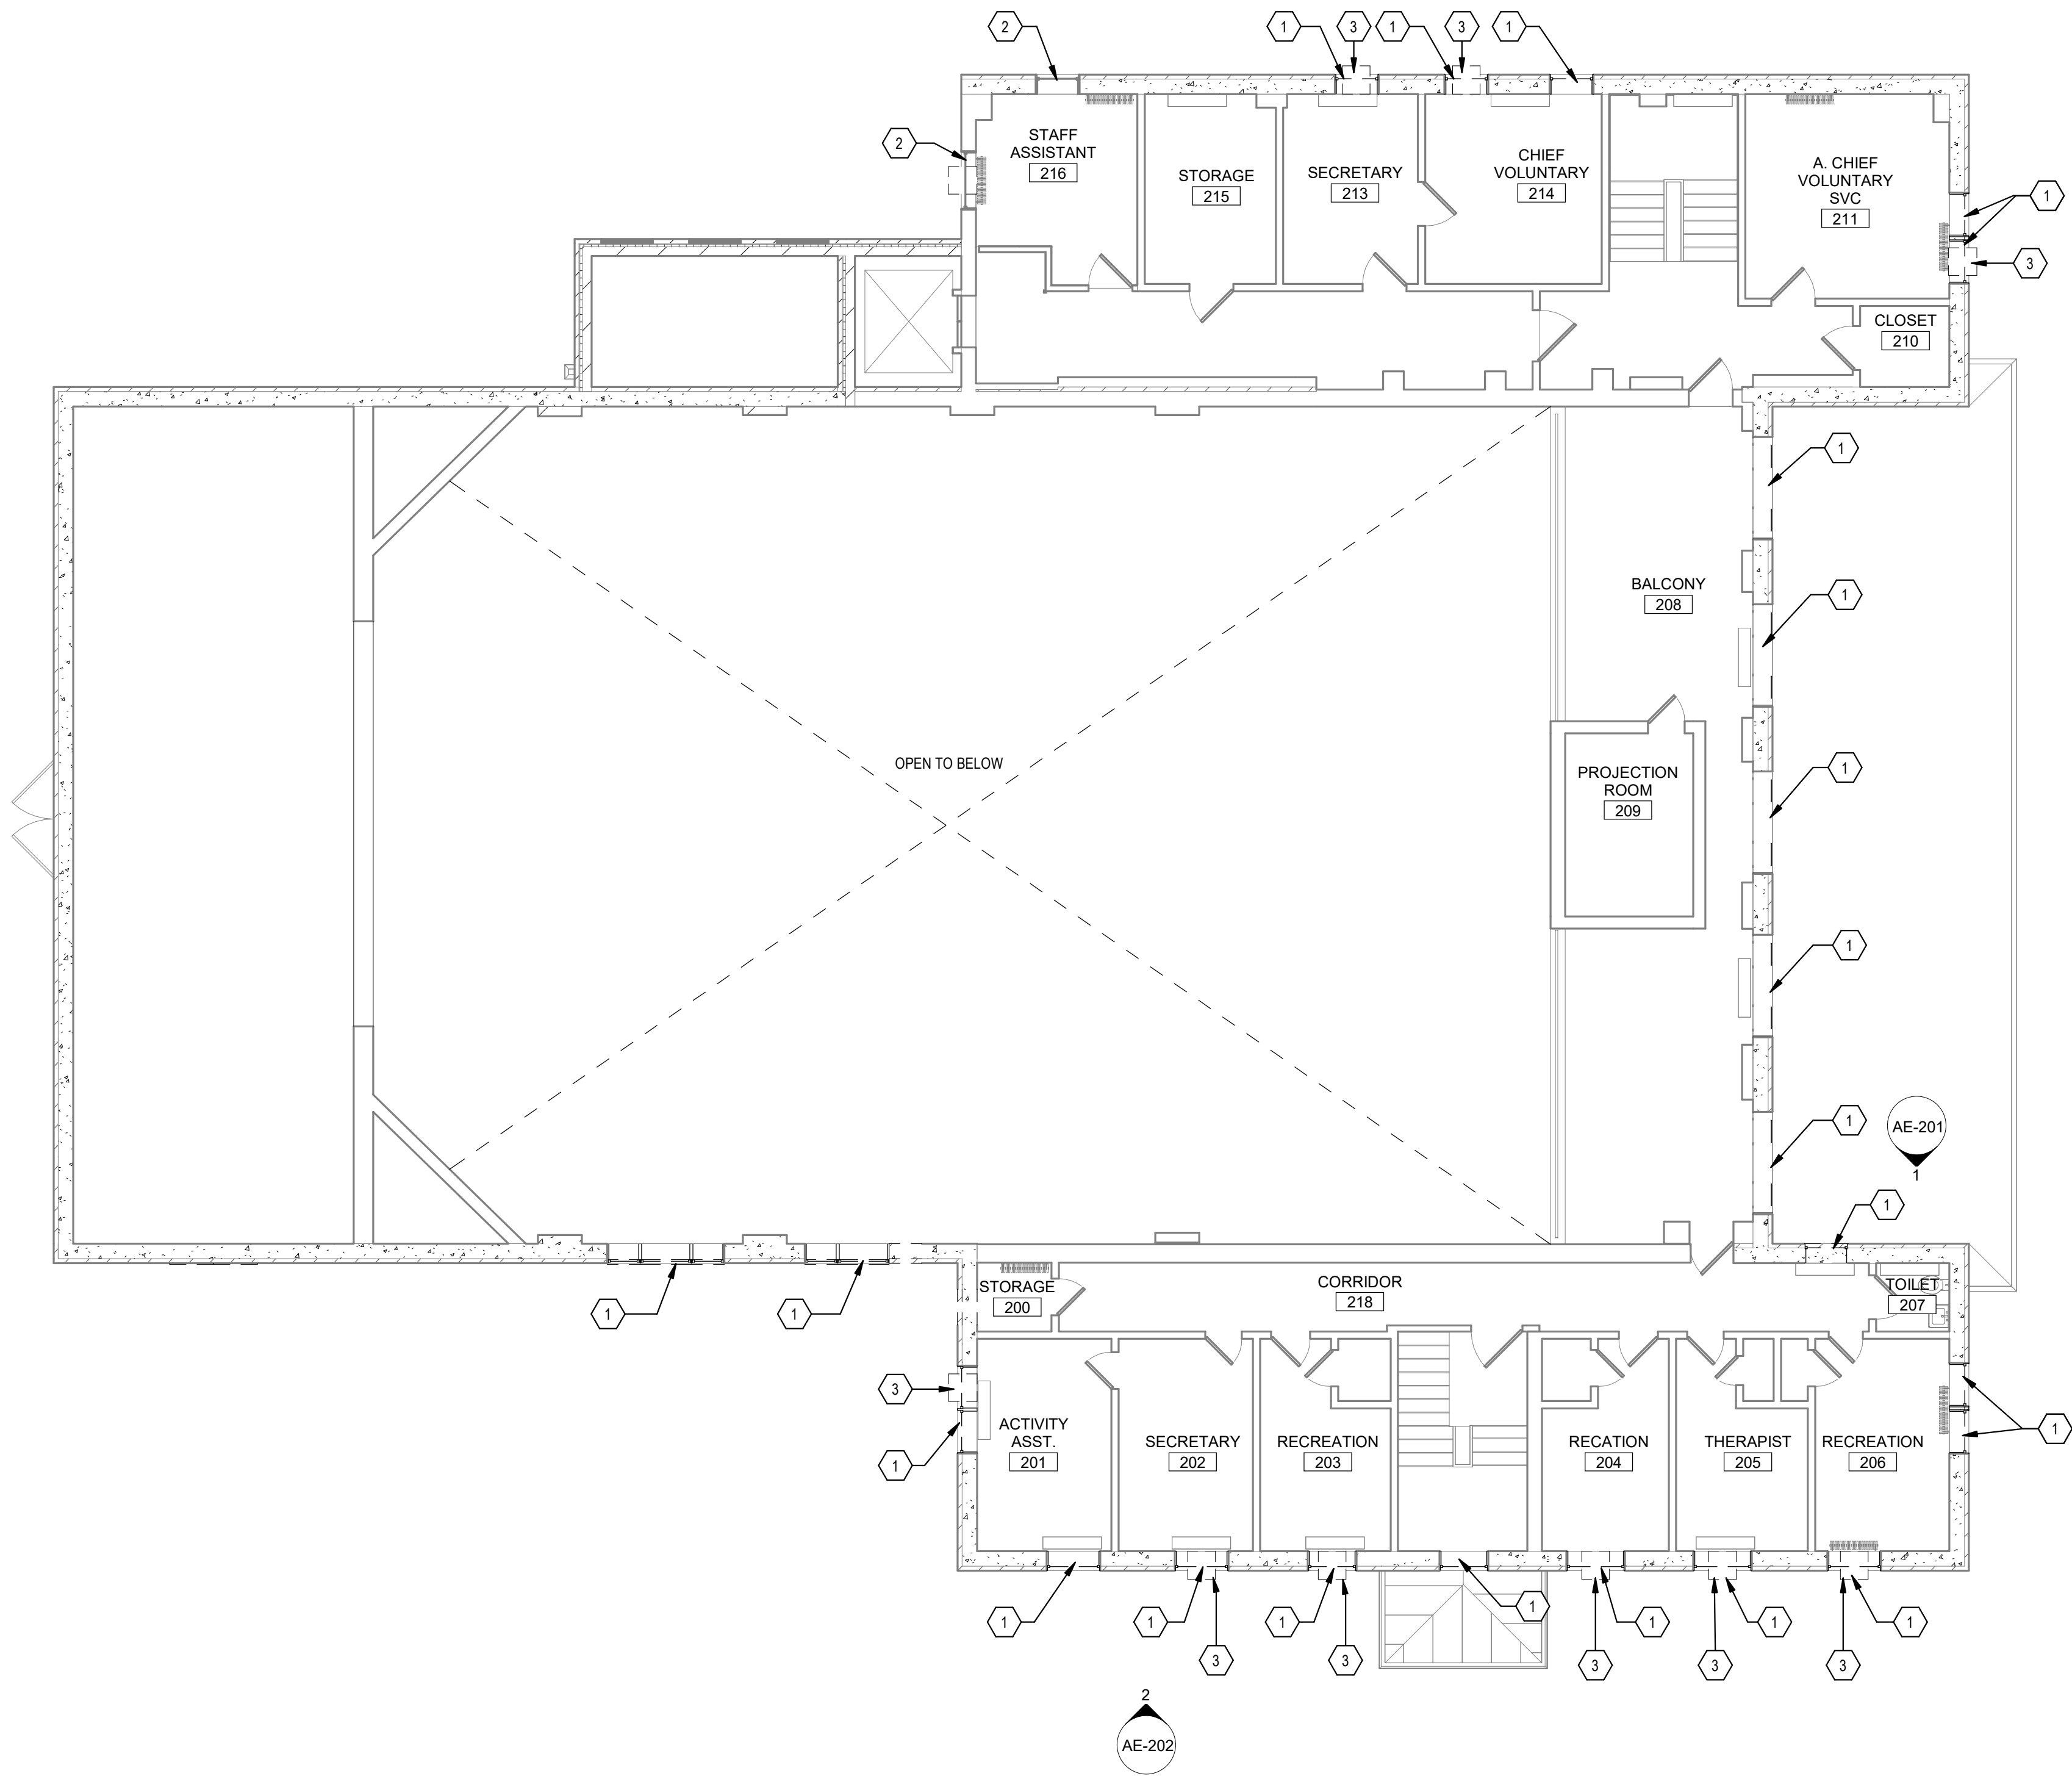 2
1
3
1
3
1
2
STAFF
ASSISTANT
216
STORAGE
215
SECRETARY
213
CHIEF
VOLUNTARY
214
A. CHIEF
VOLUNTARY
SVC
211
1
3
CLOSET
210
1
BALCONY
208
1
OPEN TO BELOW
PROJECTION
ROOM
209
1
1
1
AE-201
1
1
STORAGE
200
CORRIDOR
218
TOILET
207
1
1
3
1
ACTIVITY
ASST.
201
SECRETARY
202
RECREATION
203
RECATION
204
THERAPIST
205
RECREATION
206
1
1
1
1
1
1
1
1
3
3
3
3
3
2
AE-202